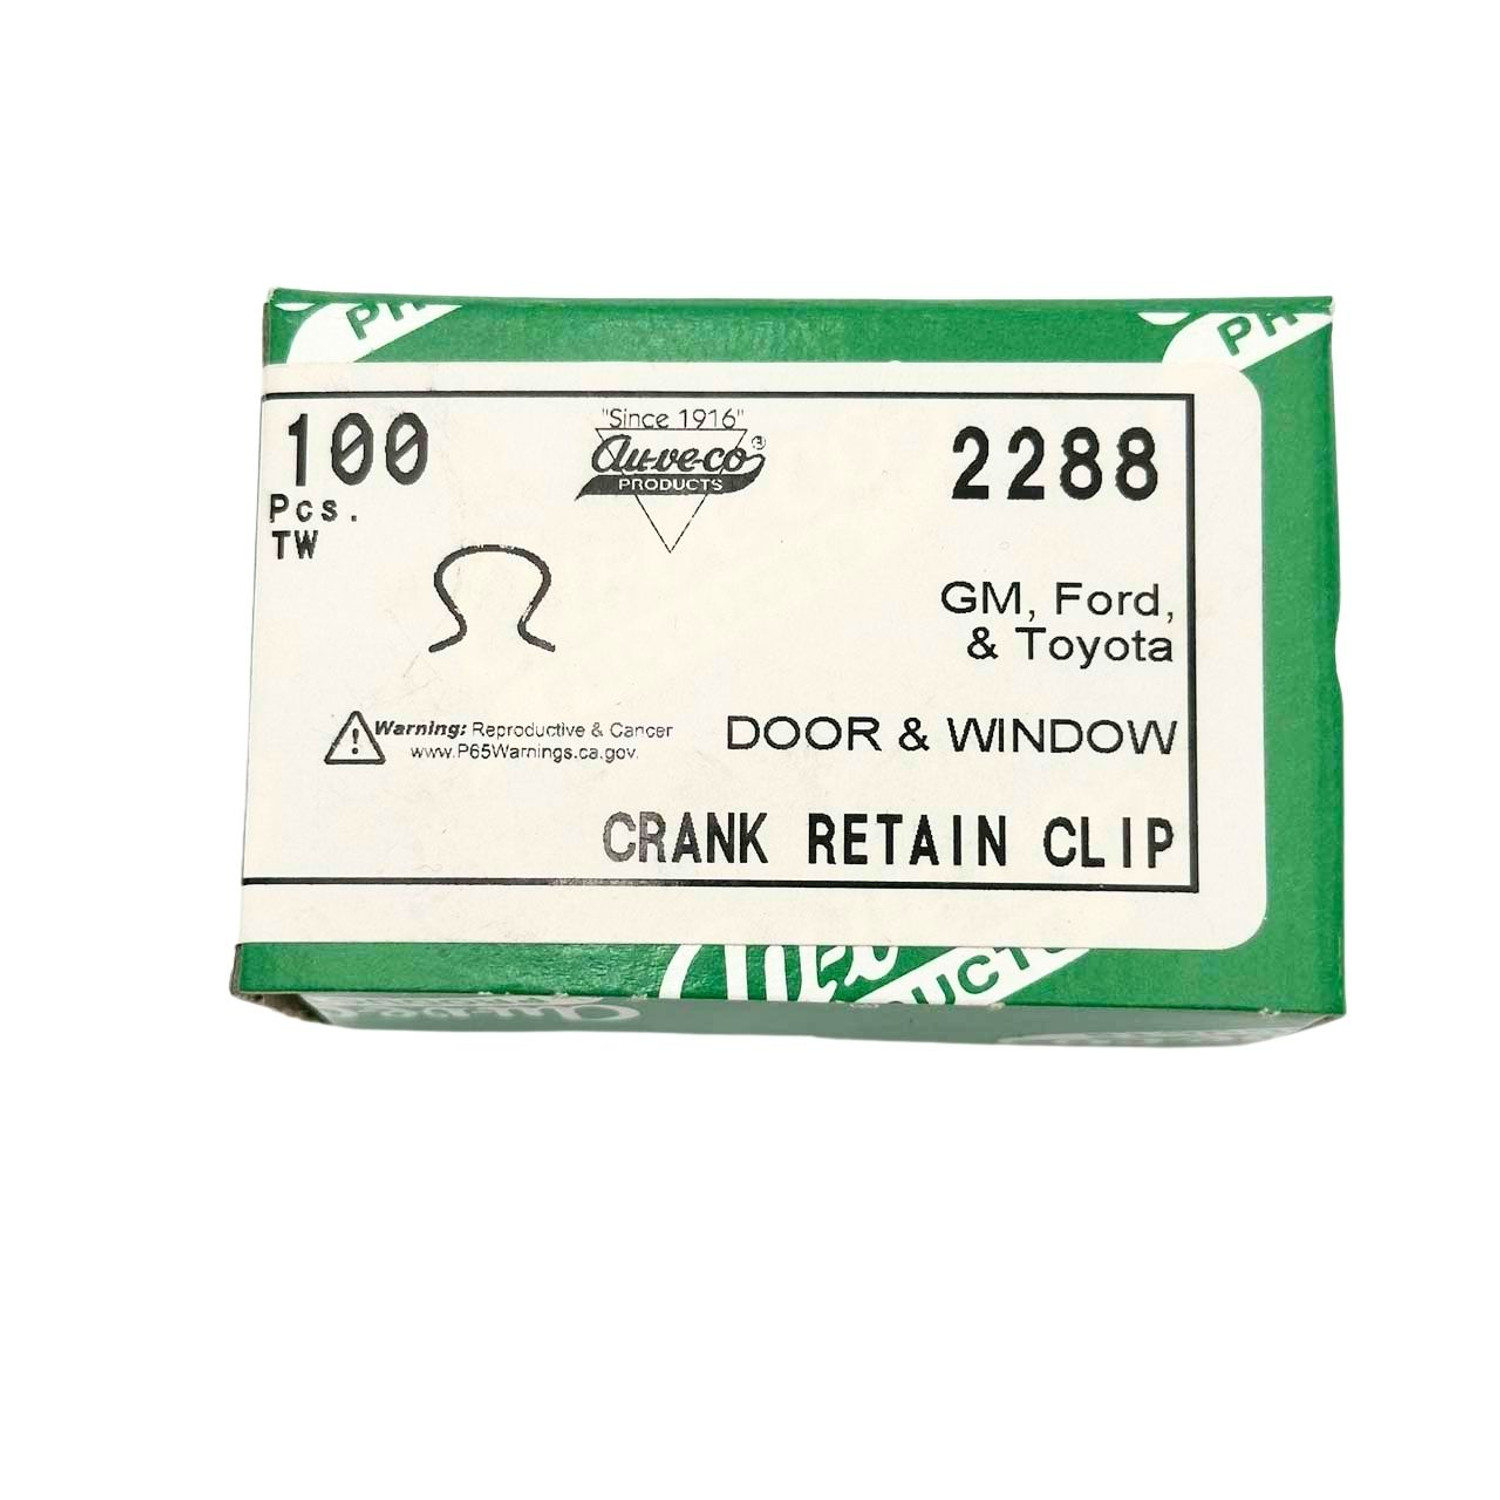 100
Pcs.
TW
"Since 1916"
Au-ve-co®
PRODUCTS
2288
GM, Ford,
& Toyota
Warning: Reproductive & Cancer
www.P65Warnings.ca.gov.
DOOR & WINDOW
CRANK RETAIN CLIP